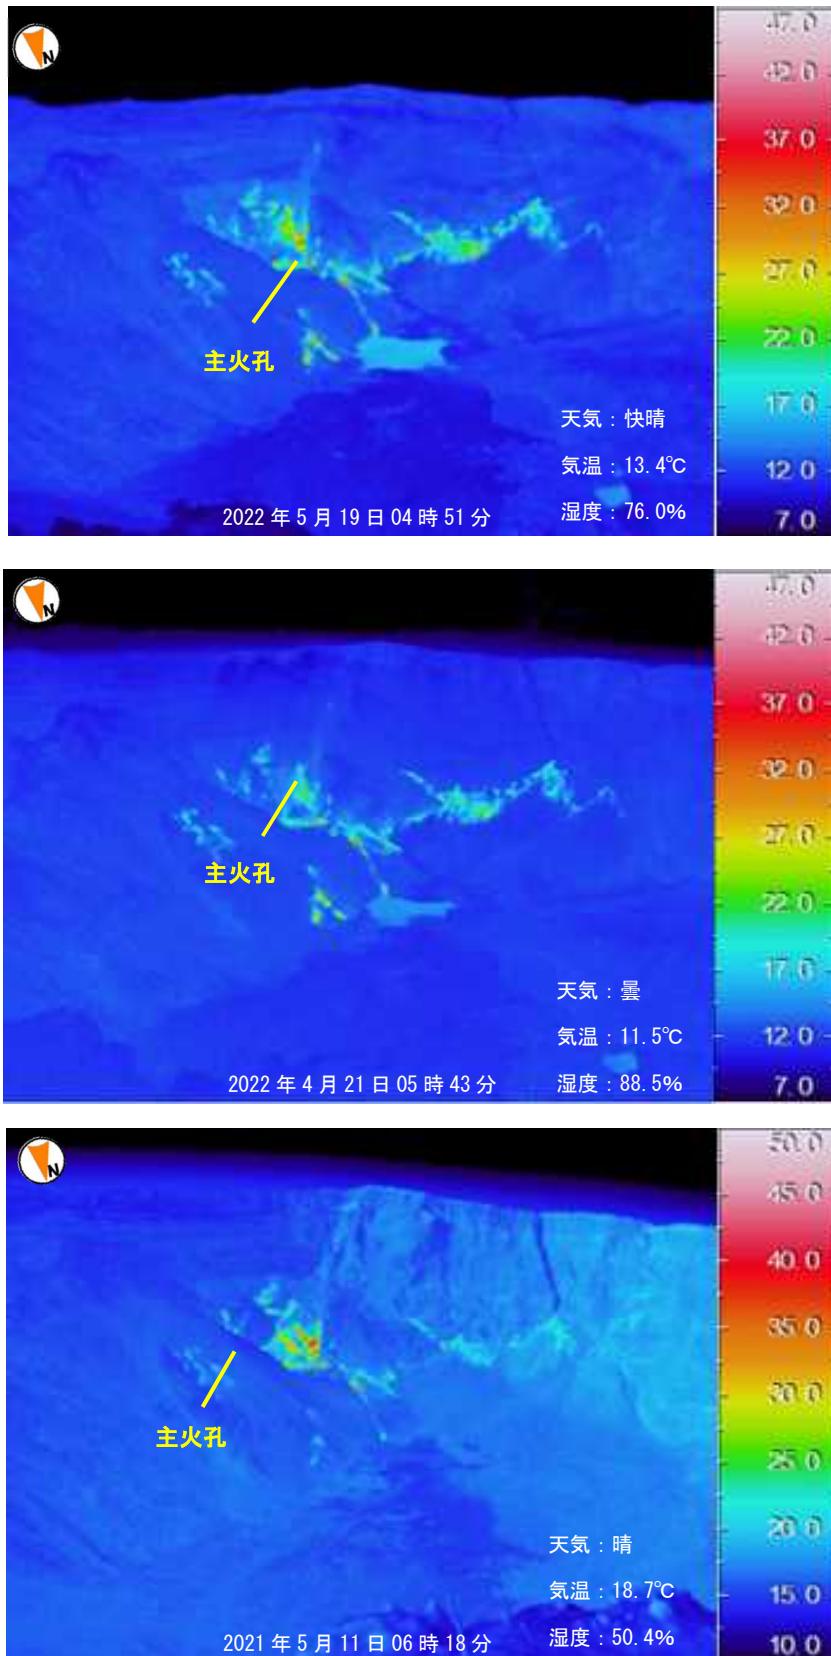 N
47.0
42.0
37.0
32.0
27.0
22.0
17.0
12.0
7.0
主火孔
天気：快晴
気温：13.4℃
湿度：76.0%
2022年5月19日04時51分
N
47.0
42.0
37.0
32.0
27.0
22.0
17.0
12.0
7.0
主火孔
天気：曇
気温：11.5℃
湿度：88.5%
2022年4月21日05時43分
N
50.0
45.0
40.0
35.0
30.0
25.0
20.0
15.0
10.0
主火孔
天気：晴
気温：18.7℃
湿度：50.4%
2021年5月11日06時18分